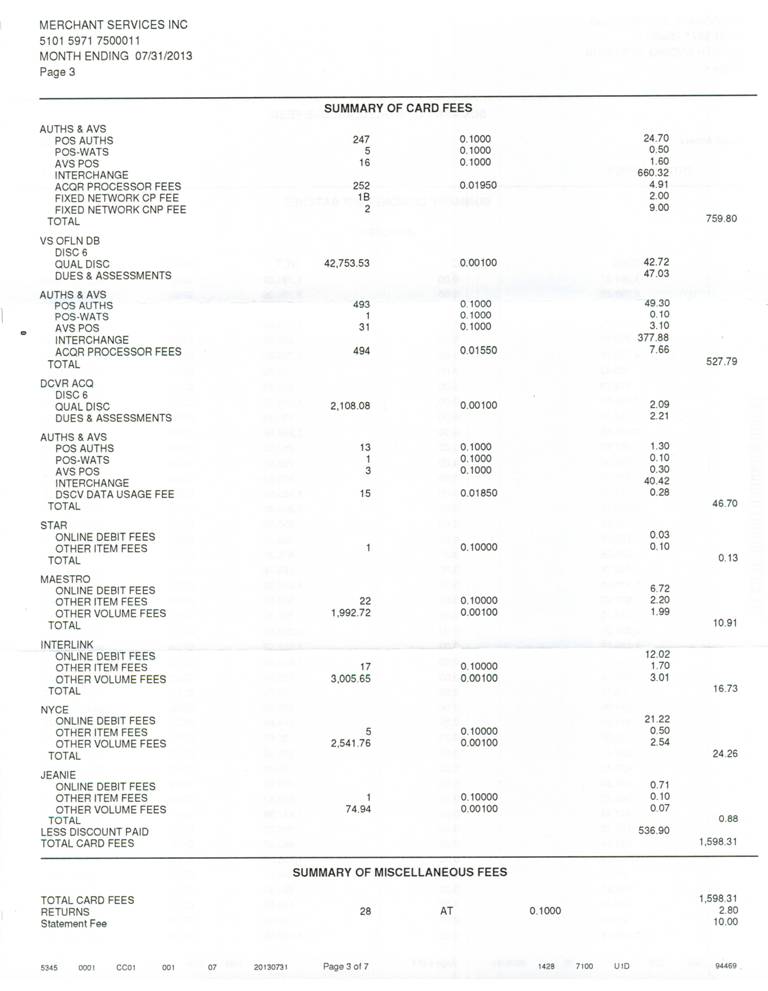 MERCHANT SERVICES INC
5101 5971 7500011
MONTH ENDING 07/31/2013
Page 3
SUMMARY OF CARD FEES
AUTHS & AVS
POS AUTHS 247 0.1000 24.70
POS-WATS 5 0.1000 0.50
AVS POS 16 0.1000 1.60
INTERCHANGE 660.32
ACQR PROCESSOR FEES 252 0.01950 4.91
FIXED NETWORK CP FEE 1B 2.00
FIXED NETWORK CNP FEE 2 9.00
TOTAL 759.80
VS OFLN DB
DISC 6
QUAL DISC 42,753.53 0.00100 42.72
DUES & ASSESSMENTS 47.03
AUTHS & AVS
POS AUTHS 493 0.1000 49.30
POS-WATS 1 0.1000 0.10
AVS POS 31 0.1000 3.10
INTERCHANGE 377.88
ACQR PROCESSOR FEES 494 0.01550 7.66
TOTAL 527.79
DCVR ACQ
DISC 6
QUAL DISC 2,108.08 0.00100 2.09
DUES & ASSESSMENTS 2.21
AUTHS & AVS
POS AUTHS 13 0.1000 1.30
POS-WATS 1 0.1000 0.10
AVS POS 3 0.1000 0.30
INTERCHANGE 40.42
DSCV DATA USAGE FEE 15 0.01850 0.28
TOTAL 46.70
STAR
ONLINE DEBIT FEES 0.03
OTHER ITEM FEES 1 0.10000 0.10
TOTAL 0.13
MAESTRO
ONLINE DEBIT FEES 6.72
OTHER ITEM FEES 22 0.10000 2.20
OTHER VOLUME FEES 1,992.72 0.00100 1.99
TOTAL 10.91
INTERLINK
ONLINE DEBIT FEES 12.02
OTHER ITEM FEES 17 0.10000 1.70
OTHER VOLUME FEES 3,005.65 0.00100 3.01
TOTAL 16.73
NYCE
ONLINE DEBIT FEES 21.22
OTHER ITEM FEES 5 0.10000 0.50
OTHER VOLUME FEES 2,541.76 0.00100 2.54
TOTAL 24.26
JEANIE
ONLINE DEBIT FEES 0.71
OTHER ITEM FEES 1 0.10000 0.10
OTHER VOLUME FEES 74.94 0.00100 0.07
TOTAL 0.88
LESS DISCOUNT PAID 536.90
TOTAL CARD FEES 1,598.31
SUMMARY OF MISCELLANEOUS FEES
TOTAL CARD FEES 1,598.31
RETURNS 28 AT 0.1000 2.80
Statement Fee 10.00
5345 0001 CC01 001 07 20130731 Page 3 of 7 1428 7100 U1D 94469